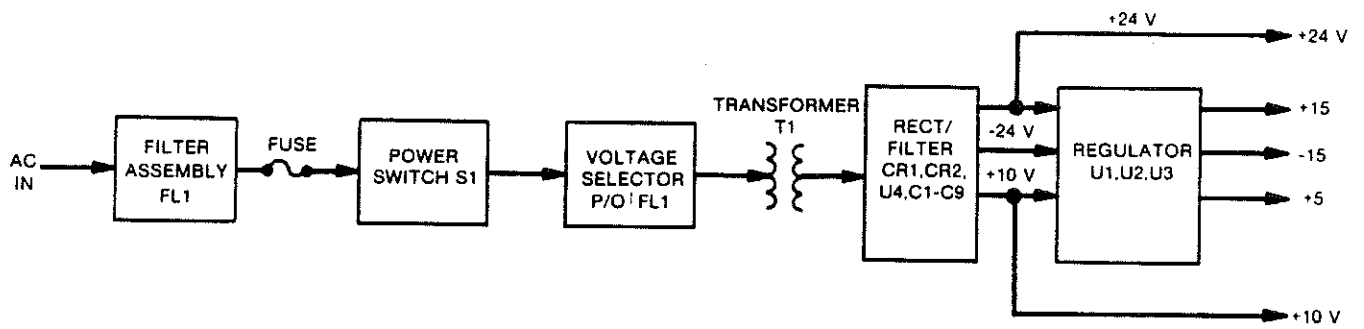 AC
IN
FILTER
ASSEMBLY
FL1
FUSE
POWER
SWITCH S1
VOLTAGE
SELECTOR
P/O FL1
TRANSFORMER
T1
RECT/
FILTER
CR1,CR2,
U4,C1-C9
+24 V
-24 V
+10 V
REGULATOR
U1,U2,U3
+24 V
+15
-15
+5
+10 V